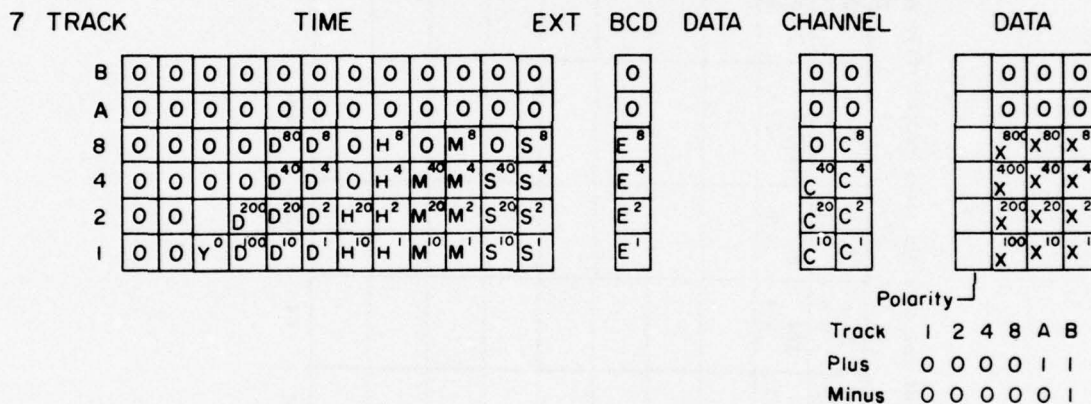 7 TRACK TIME EXT BCD DATA CHANNEL DATA
B 0 0 0 0 0 0 0 0 0 0 0 0 0 0 0 0 0 0
A 0 0 0 0 0 0 0 0 0 0 0 0 0 0 0 0 0 0
8 0 0 0 0 D⁸⁰ D⁸ 0 H⁸ 0 M⁸ 0 S⁸ E⁸ 0 C⁸ X⁸⁰⁰ X⁸⁰ X⁸
4 0 0 0 0 D⁴⁰ D⁴ 0 H⁴ M⁴⁰ M⁴ S⁴⁰ S⁴ E⁴ C⁴⁰ C⁴ X⁴⁰⁰ X⁴⁰ X⁴
2 0 0 D²⁰⁰ D²⁰ D² H²⁰ H² M²⁰ M² S²⁰ S² E² C²⁰ C² X²⁰⁰ X²⁰ X²
1 0 0 Y⁰ D¹⁰⁰ D¹⁰ D¹ H¹⁰ H¹ M¹⁰ M¹ S¹⁰ S¹ E¹ C¹⁰ C¹ X¹⁰⁰ X¹⁰ X¹
Polarity
Track 1 2 4 8 A B
Plus 0 0 0 0 1 1
Minus 0 0 0 0 0 1